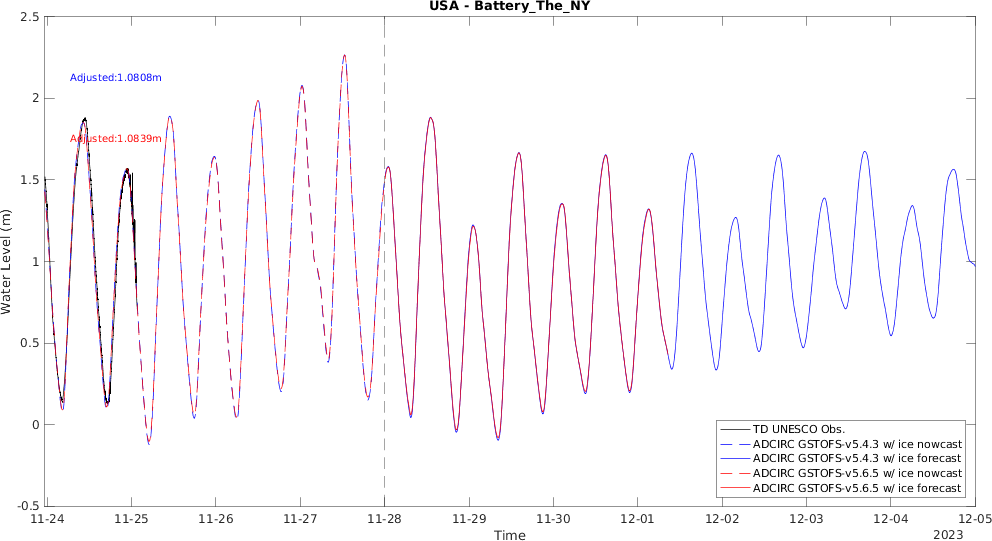 USA - Battery_The_NY
2.5
2
1.5
1
0.5
0
-0.5
Water Level (m)
Adjusted:1.0808m
Adjusted:1.0839m
TD UNESCO Obs.
ADCIRC GSTOFS-v5.4.3 w/ ice nowcast
ADCIRC GSTOFS-v5.4.3 w/ ice forecast
ADCIRC GSTOFS-v5.6.5 w/ ice nowcast
ADCIRC GSTOFS-v5.6.5 w/ ice forecast
11-24 11-25 11-26 11-27 11-28 11-29 11-30 12-01 12-02 12-03 12-04 12-05
Time
2023